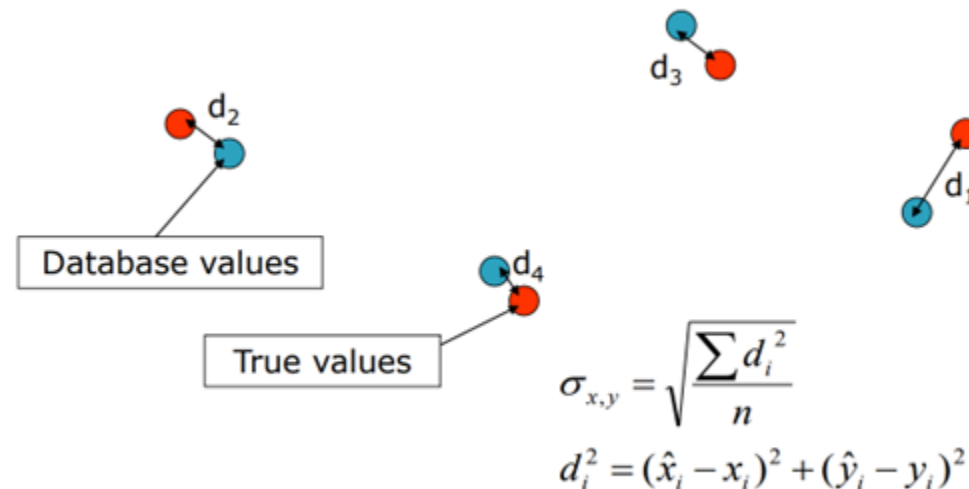 d₃
d₂
d₁
Database values
d₄
True values
σₓ,ᵧ = √(∑ dᵢ² / n)
dᵢ² = (x̂ᵢ − xᵢ)² + (ŷᵢ − yᵢ)²